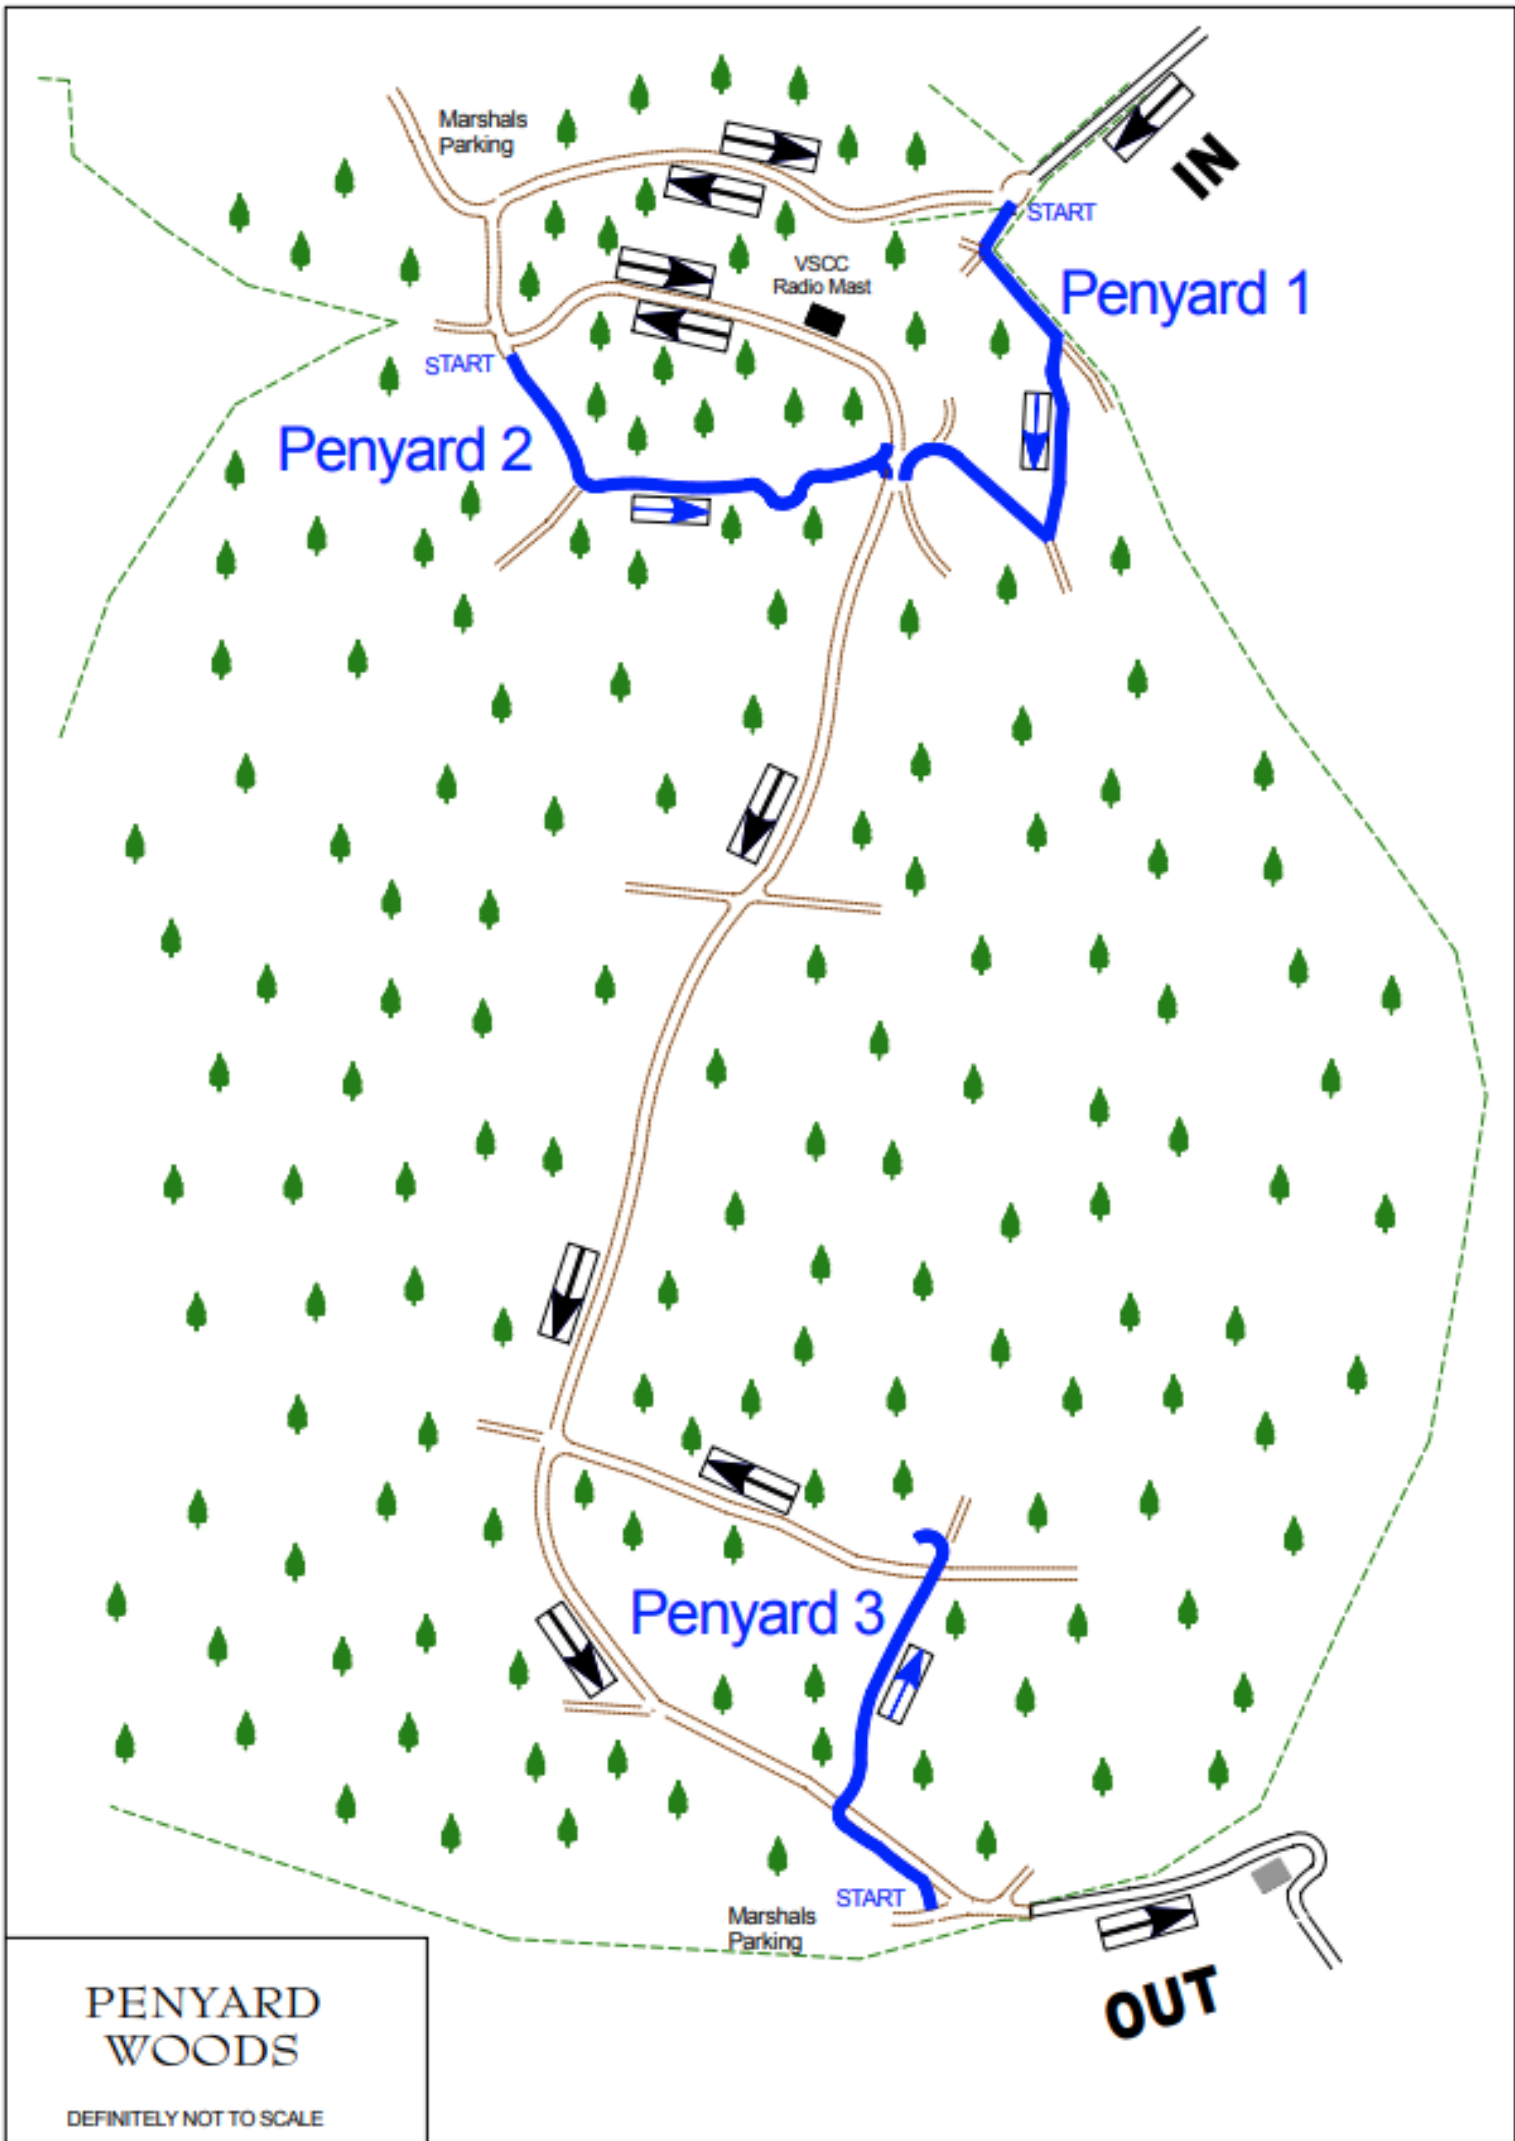 Marshals
Parking
IN
START
VSCC
Radio Mast
Penyard 1
START
Penyard 2
Penyard 3
START
Marshals
Parking
OUT
PENYARD
WOODS
DEFINITELY NOT TO SCALE